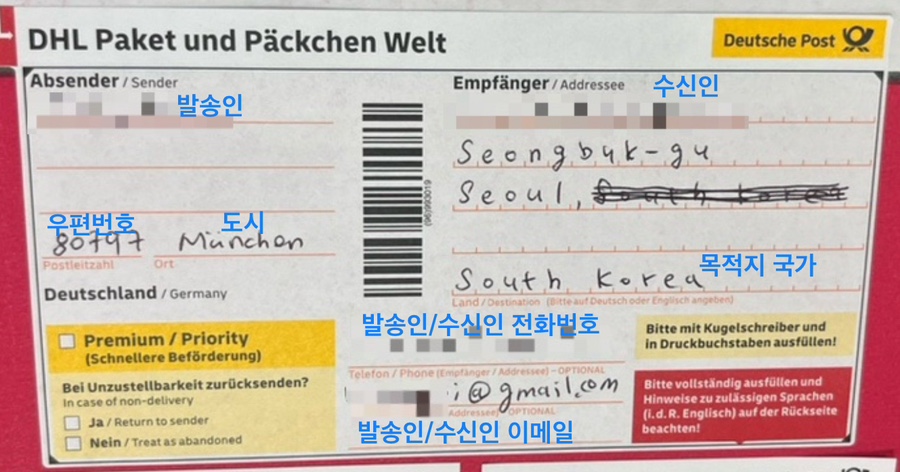 DHL Paket und Päckchen Welt
Deutsche Post
Absender / Sender
발송인
우편번호 도시
80797 München
Postleitzahl Ort
Deutschland / Germany
Premium / Priority
(Schnellere Beförderung)
Bei Unzustellbarkeit zurücksenden?
In case of non-delivery
Ja / Return to sender
Nein / Treat as abandoned
Empfänger / Addressee
수신인
Seongbuk-gu
Seoul, South Korea
South Korea
목적지 국가
Land / Destination (Bitte auf Deutsch oder Englisch angeben)
발송인/수신인 전화번호
Telefon / Phone (Empfänger / Addressee) – OPTIONAL
i@gmail.com
Addressee) – OPTIONAL
발송인/수신인 이메일
Bitte mit Kugelschreiber und
in Druckbuchstaben ausfüllen!
Bitte vollständig ausfüllen und
Hinweise zu zulässigen Sprachen
(i.d.R. Englisch) auf der Rückseite
beachten!